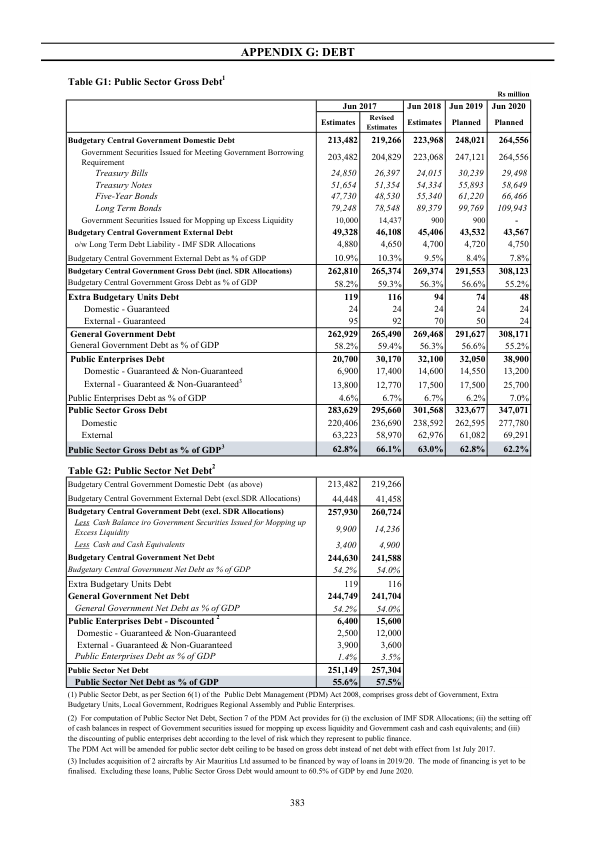 APPENDIX G: DEBT
Table G1: Public Sector Gross Debt1
Rs million
Jun 2017 Jun 2018 Jun 2019 Jun 2020
Estimates Revised Estimates Estimates Planned Planned
Budgetary Central Government Domestic Debt 213,482 219,266 223,968 248,021 264,556
Government Securities Issued for Meeting Government Borrowing
Requirement 203,482 204,829 223,068 247,121 264,556
Treasury Bills 24,850 26,397 24,015 30,239 29,498
Treasury Notes 51,654 51,354 54,334 55,893 58,649
Five-Year Bonds 47,730 48,530 55,340 61,220 66,466
Long Term Bonds 79,248 78,548 89,379 99,769 109,943
Government Securities Issued for Mopping up Excess Liquidity 10,000 14,437 900 900 -
Budgetary Central Government External Debt 49,328 46,108 45,406 43,532 43,567
o/w Long Term Debt Liability - IMF SDR Allocations 4,880 4,650 4,700 4,720 4,750
Budgetary Central Government External Debt as % of GDP 10.9% 10.3% 9.5% 8.4% 7.8%
Budgetary Central Government Gross Debt (incl. SDR Allocations) 262,810 265,374 269,374 291,553 308,123
Budgetary Central Government Gross Debt as % of GDP 58.2% 59.3% 56.3% 56.6% 55.2%
Extra Budgetary Units Debt 119 116 94 74 48
Domestic - Guaranteed 24 24 24 24 24
External - Guaranteed 95 92 70 50 24
General Government Debt 262,929 265,490 269,468 291,627 308,171
General Government Debt as % of GDP 58.2% 59.4% 56.3% 56.6% 55.2%
Public Enterprises Debt 20,700 30,170 32,100 32,050 38,900
Domestic - Guaranteed & Non-Guaranteed 6,900 17,400 14,600 14,550 13,200
External - Guaranteed & Non-Guaranteed3 13,800 12,770 17,500 17,500 25,700
Public Enterprises Debt as % of GDP 4.6% 6.7% 6.7% 6.2% 7.0%
Public Sector Gross Debt 283,629 295,660 301,568 323,677 347,071
Domestic 220,406 236,690 238,592 262,595 277,780
External 63,223 58,970 62,976 61,082 69,291
Public Sector Gross Debt as % of GDP3 62.8% 66.1% 63.0% 62.8% 62.2%
Table G2: Public Sector Net Debt2
Budgetary Central Government Domestic Debt (as above) 213,482 219,266
Budgetary Central Government External Debt (excl.SDR Allocations) 44,448 41,458
Budgetary Central Government Debt (excl. SDR Allocations) 257,930 260,724
Less Cash Balance iro Government Securities Issued for Mopping up
Excess Liquidity 9,900 14,236
Less Cash and Cash Equivalents 3,400 4,900
Budgetary Central Government Net Debt 244,630 241,588
Budgetary Central Government Net Debt as % of GDP 54.2% 54.0%
Extra Budgetary Units Debt 119 116
General Government Net Debt 244,749 241,704
General Government Net Debt as % of GDP 54.2% 54.0%
Public Enterprises Debt - Discounted 2 6,400 15,600
Domestic - Guaranteed & Non-Guaranteed 2,500 12,000
External - Guaranteed & Non-Guaranteed 3,900 3,600
Public Enterprises Debt as % of GDP 1.4% 3.5%
Public Sector Net Debt 251,149 257,304
Public Sector Net Debt as % of GDP 55.6% 57.5%
(1) Public Sector Debt, as per Section 6(1) of the Public Debt Management (PDM) Act 2008, comprises gross debt of Government, Extra
Budgetary Units, Local Government, Rodrigues Regional Assembly and Public Enterprises.
(2) For computation of Public Sector Net Debt, Section 7 of the PDM Act provides for (i) the exclusion of IMF SDR Allocations; (ii) the setting off
of cash balances in respect of Government securities issued for mopping up excess liquidity and Government cash and cash equivalents; and (iii)
the discounting of public enterprises debt according to the level of risk which they represent to public finance.
The PDM Act will be amended for public sector debt ceiling to be based on gross debt instead of net debt with effect from 1st July 2017.
(3) Includes acquisition of 2 aircrafts by Air Mauritius Ltd assumed to be financed by way of loans in 2019/20. The mode of financing is yet to be
finalised. Excluding these loans, Public Sector Gross Debt would amount to 60.5% of GDP by end June 2020.
383